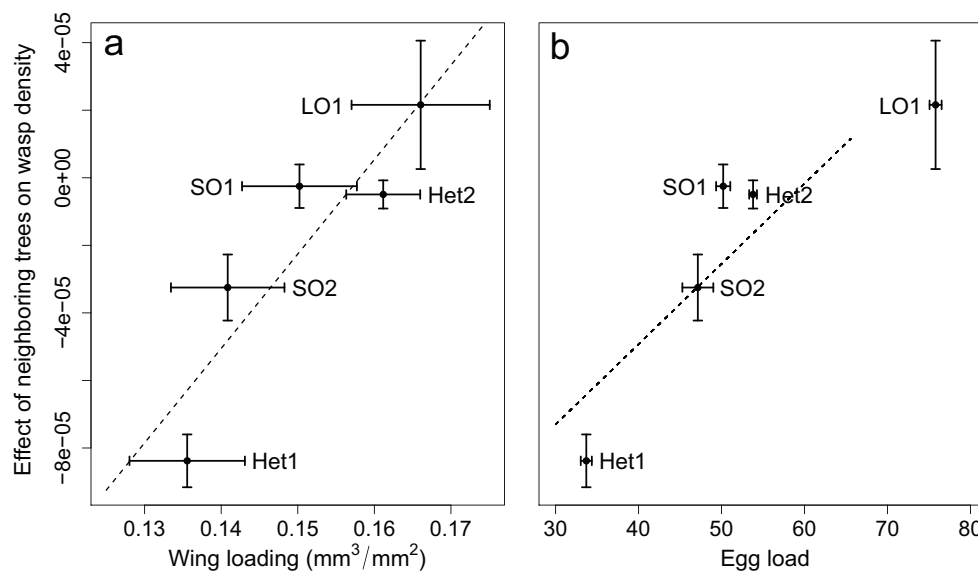 a
b
Effect of neighboring trees on wasp density
4e−05
0e+00
−4e−05
−8e−05
LO1
SO1
Het2
SO2
Het1
LO1
SO1
Het2
SO2
Het1
0.13 0.14 0.15 0.16 0.17
30 40 50 60 70 80
Wing loading (mm³/mm²)
Egg load